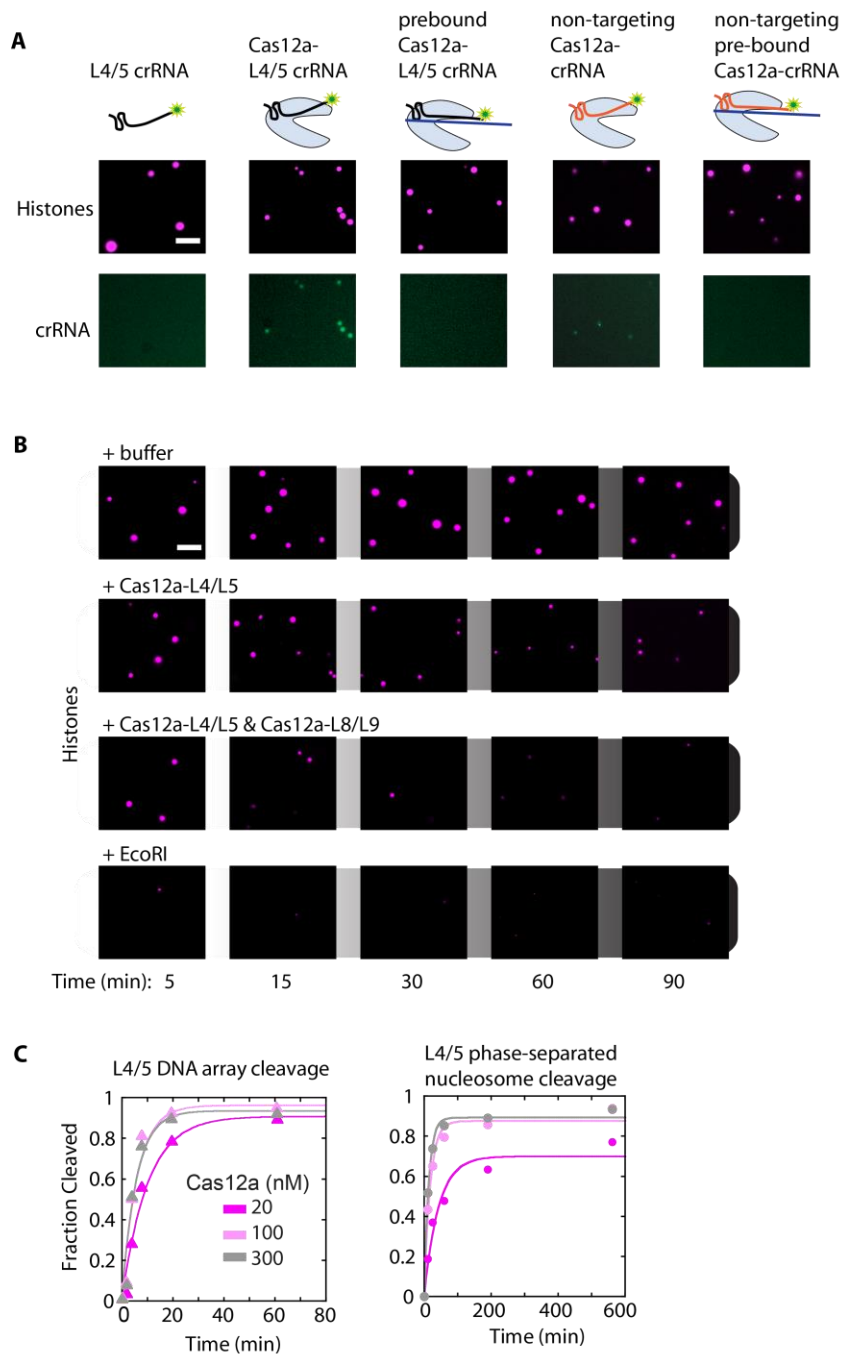 A
L4/5 crRNA
Cas12a-
L4/5 crRNA
prebound
Cas12a-
L4/5 crRNA
non-targeting
Cas12a-
crRNA
non-targeting
pre-bound
Cas12a-crRNA
Histones
crRNA
B
+ buffer
+ Cas12a-L4/L5
+ Cas12a-L4/L5 & Cas12a-L8/L9
+ EcoRI
Histones
Time (min): 5 15 30 60 90
C
L4/5 DNA array cleavage
Fraction Cleaved
1
0.8
0.6
0.4
0.2
0
0 20 40 60 80
Time (min)
Cas12a (nM)
20
100
300
L4/5 phase-separated
nucleosome cleavage
1
0.8
0.6
0.4
0.2
0
0 200 400 600
Time (min)